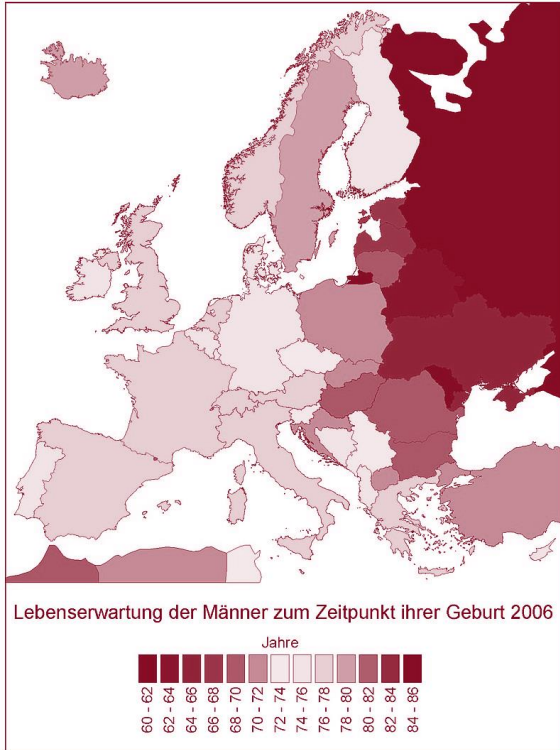 Lebenserwartung der Männer zum Zeitpunkt ihrer Geburt 2006
Jahre
60 - 62
62 - 64
64 - 66
66 - 68
68 - 70
70 - 72
72 - 74
74 - 76
76 - 78
78 - 80
80 - 82
82 - 84
84 - 86